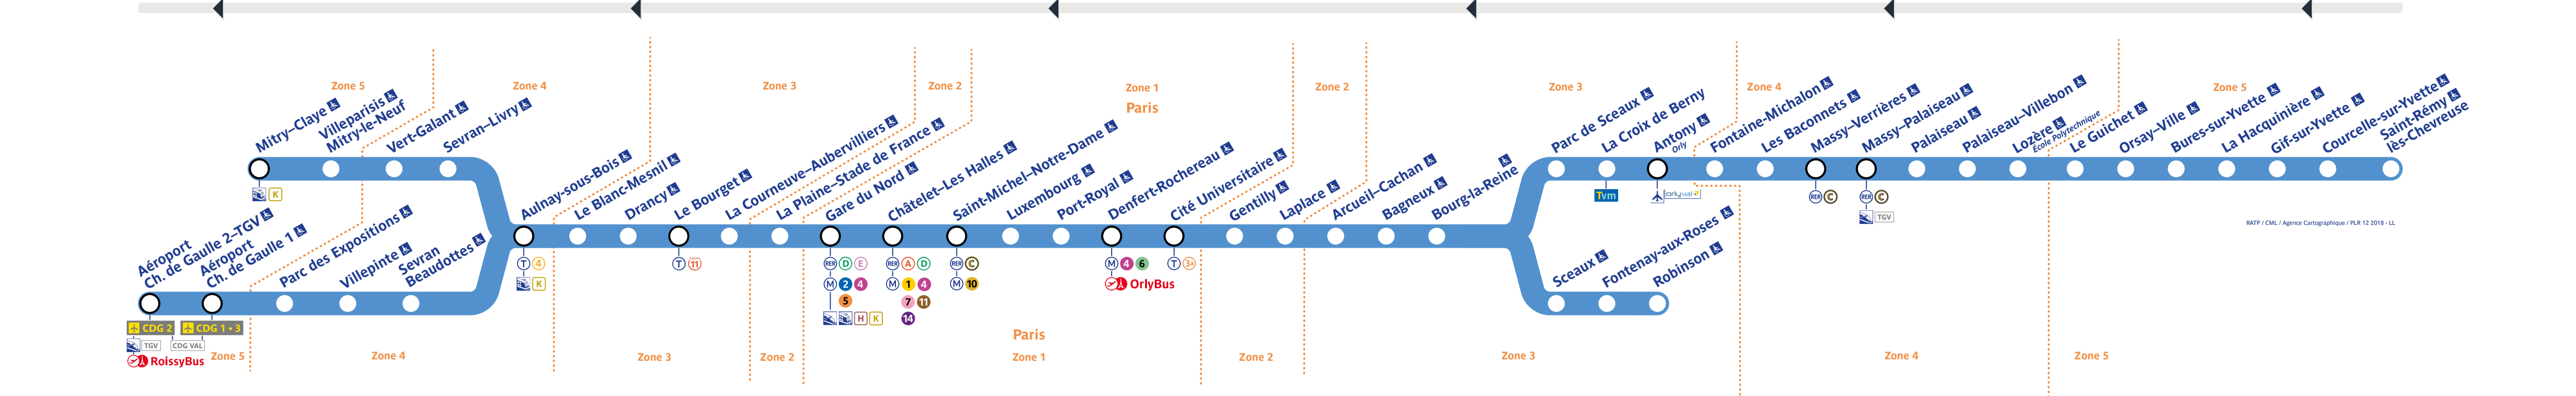 Zone 5
Zone 4
Zone 3
Zone 2
Zone 1
Paris
Zone 2
Zone 3
Zone 4
Zone 5
Mitry–Claye
Villeparisis
Mitry-le-Neuf
Vert-Galant
Sevran–Livry
K
Aéroport
Ch. de Gaulle 2–TGV
Aéroport
Ch. de Gaulle 1
Parc des Expositions
Villepinte
Sevran
Beaudottes
CDG 2
CDG 1 • 3
TGV
CDG VAL
RoissyBus
Aulnay-sous-Bois
T 4
K
Le Blanc-Mesnil
Drancy
Le Bourget
T 11
La Courneuve–Aubervilliers
La Plaine–Stade de France
Gare du Nord
RER D E
M 2 4
5
H K
Châtelet–Les Halles
RER A D
M 1 4
7 11
14
Saint-Michel–Notre-Dame
RER C
M 10
Luxembourg
Port-Royal
Denfert-Rochereau
M 4 6
OrlyBus
Cité Universitaire
T 3a
Gentilly
Laplace
Arcueil–Cachan
Bagneux
Bourg-la-Reine
Parc de Sceaux
La Croix de Berny
Tvm
Antony
Orly
orlyval
Fontaine-Michalon
Les Baconnets
Massy–Verrières
RER C
Massy–Palaiseau
RER C
TGV
Palaiseau
Palaiseau–Villebon
Lozère
École Polytechnique
Le Guichet
Orsay–Ville
Bures-sur-Yvette
La Hacquinière
Gif-sur-Yvette
Courcelle-sur-Yvette
Saint-Rémy
lès-Chevreuse
Sceaux
Fontenay-aux-Roses
Robinson
RATP / CML / Agence Cartographique / PLR 12 2018 - LL
Zone 5
Zone 4
Zone 3
Zone 2
Paris
Zone 1
Zone 2
Zone 3
Zone 4
Zone 5